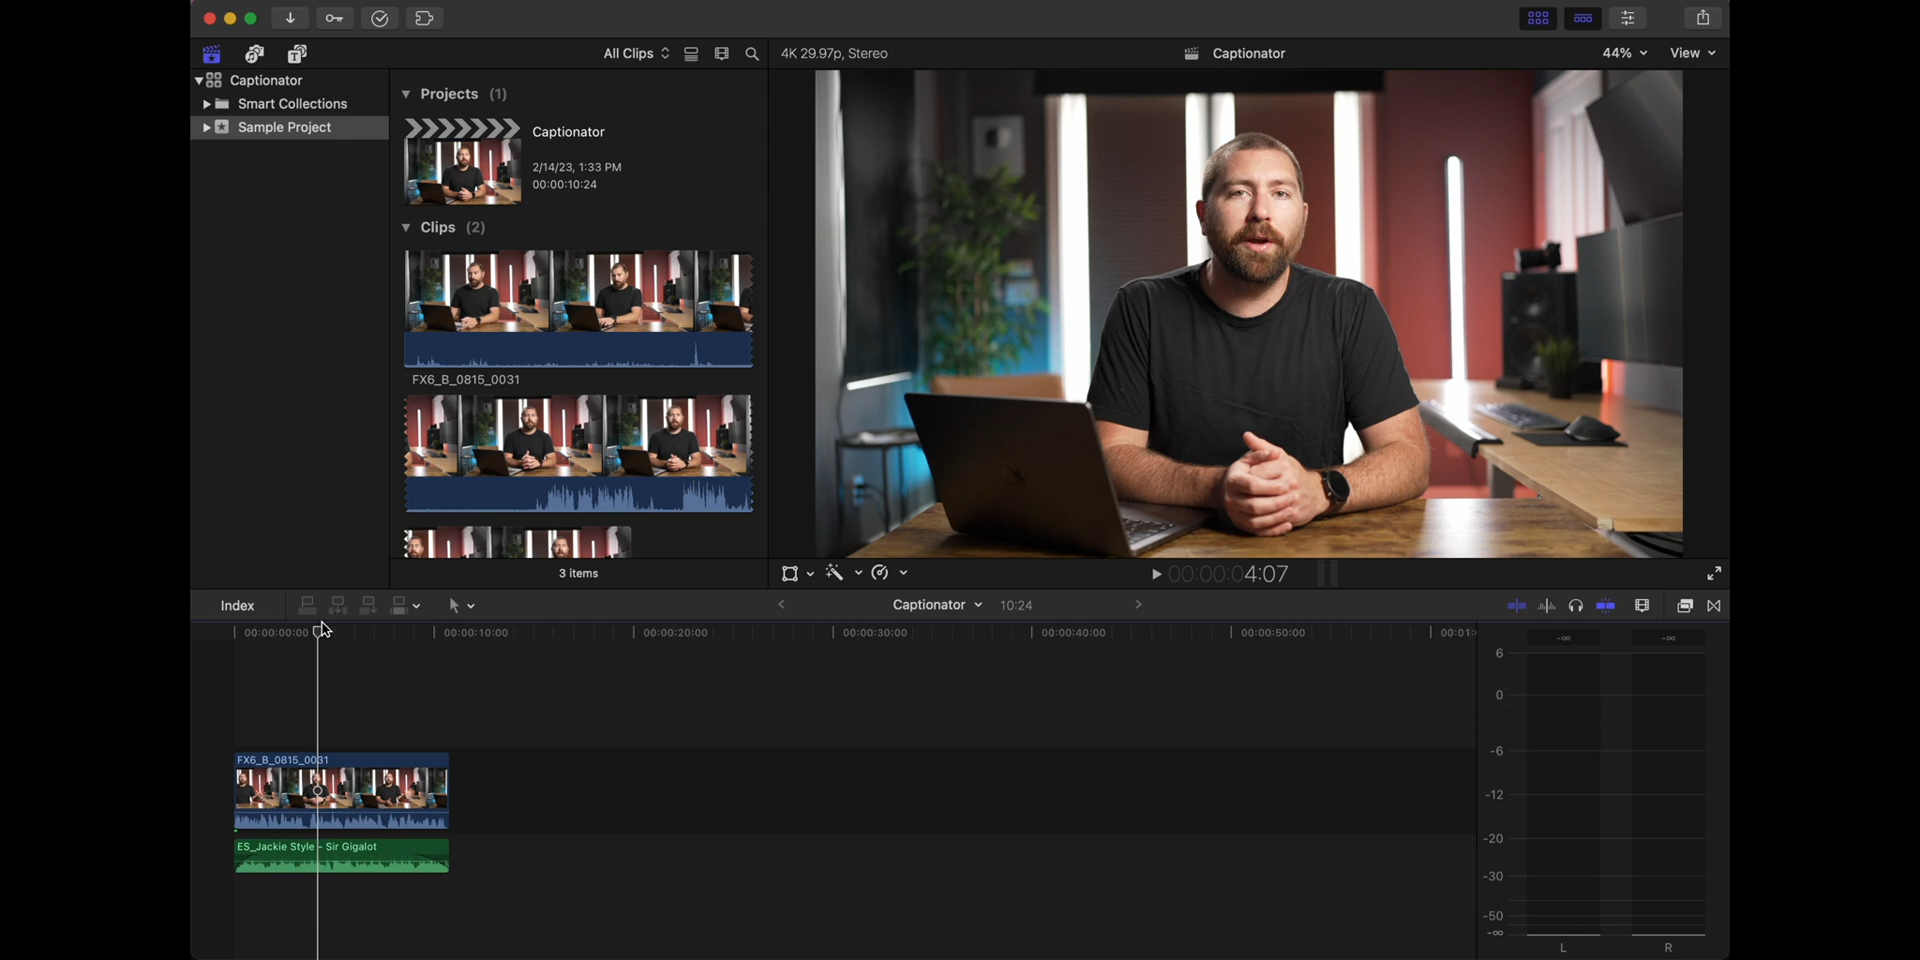 All Clips
4K 29.97p, Stereo
Captionator
44%
View
Captionator
Smart Collections
Sample Project
Projects (1)
Captionator
2/14/23, 1:33 PM
00:00:10:24
Clips (2)
FX6_B_0815_0031
3 items
00:00:04:07
Index
Captionator
10:24
00:00:00:00
00:00:10:00
00:00:20:00
00:00:30:00
00:00:40:00
00:00:50:00
00:01:
FX6_B_0815_0031
ES_Jackie Style - Sir Gigalot
-∞ -∞
6
0
-6
-12
-20
-30
-50
-∞
L R